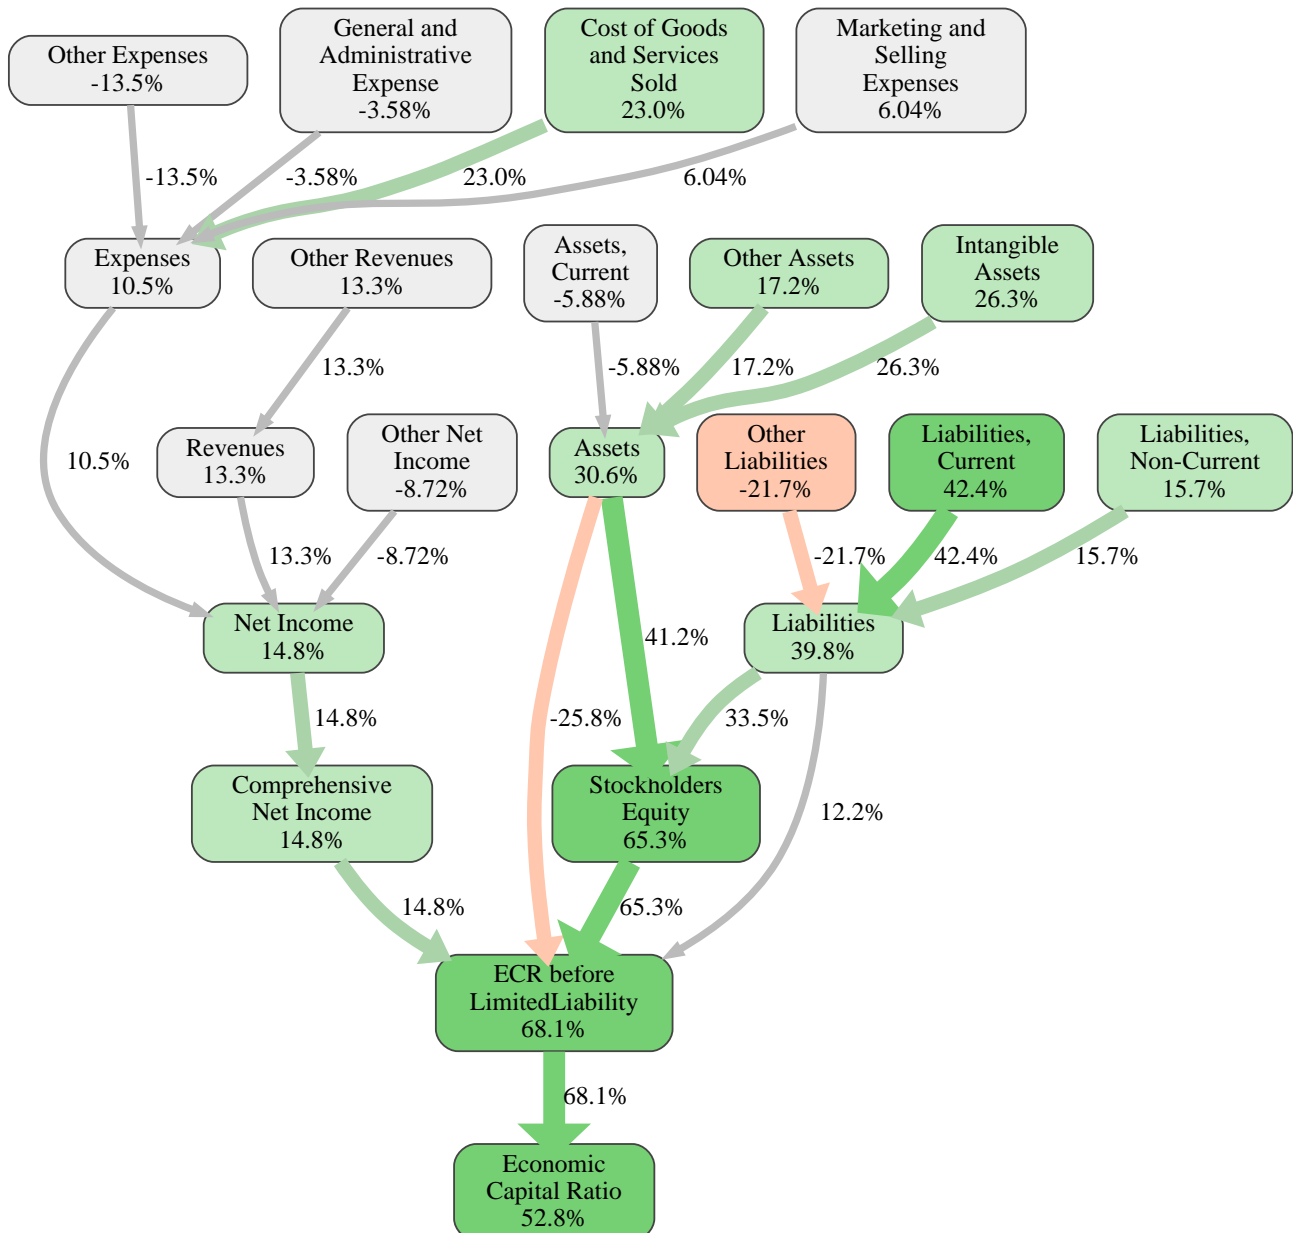 Other Expenses
-13.5%
General and
Administrative
Expense
-3.58%
Cost of Goods
and Services
Sold
23.0%
Marketing and
Selling
Expenses
6.04%
-13.5%
-3.58%
23.0%
6.04%
Expenses
10.5%
Other Revenues
13.3%
Assets,
Current
-5.88%
Other Assets
17.2%
Intangible
Assets
26.3%
13.3%
-5.88%
17.2%
26.3%
10.5%
Revenues
13.3%
Other Net
Income
-8.72%
Assets
30.6%
Other
Liabilities
-21.7%
Liabilities,
Current
42.4%
Liabilities,
Non-Current
15.7%
13.3%
-8.72%
-21.7%
42.4%
15.7%
Net Income
14.8%
41.2%
Liabilities
39.8%
14.8%
-25.8%
33.5%
Comprehensive
Net Income
14.8%
Stockholders
Equity
65.3%
12.2%
14.8%
65.3%
ECR before
LimitedLiability
68.1%
68.1%
Economic
Capital Ratio
52.8%